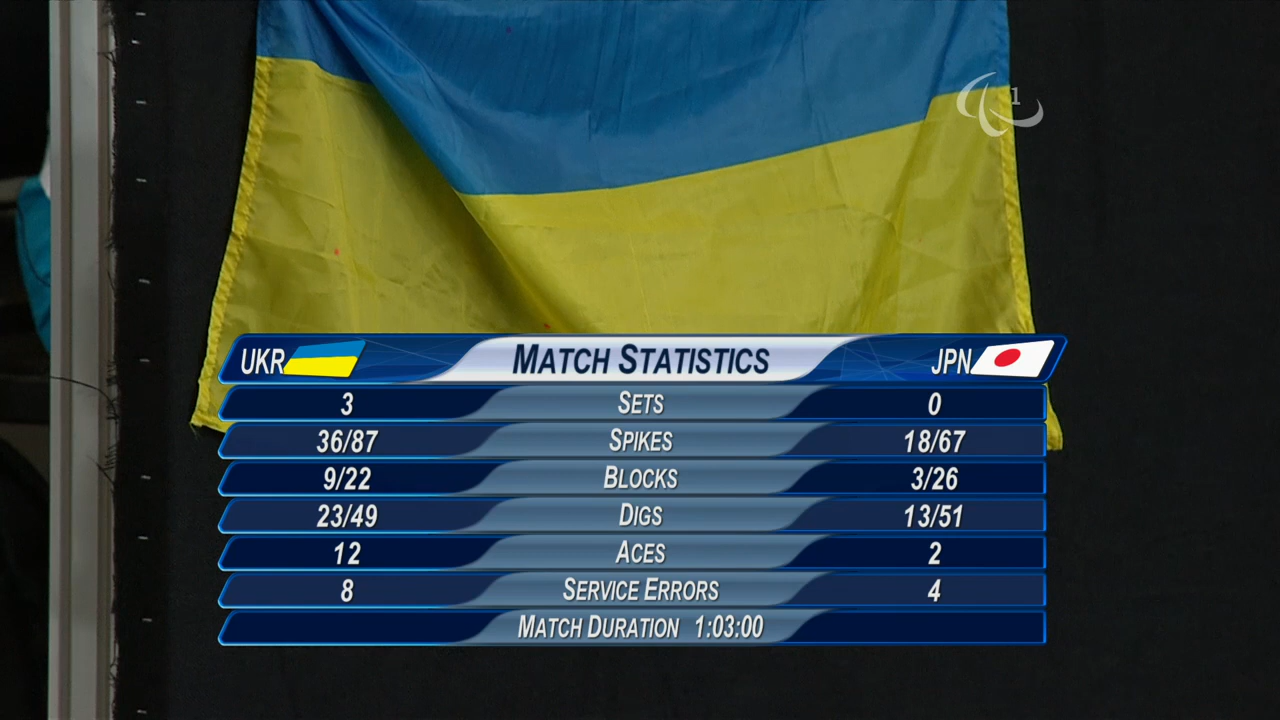 1
UKR MATCH STATISTICS JPN
3 SETS 0
36/87 SPIKES 18/67
9/22 BLOCKS 3/26
23/49 DIGS 13/51
12 ACES 2
8 SERVICE ERRORS 4
MATCH DURATION 1:03:00